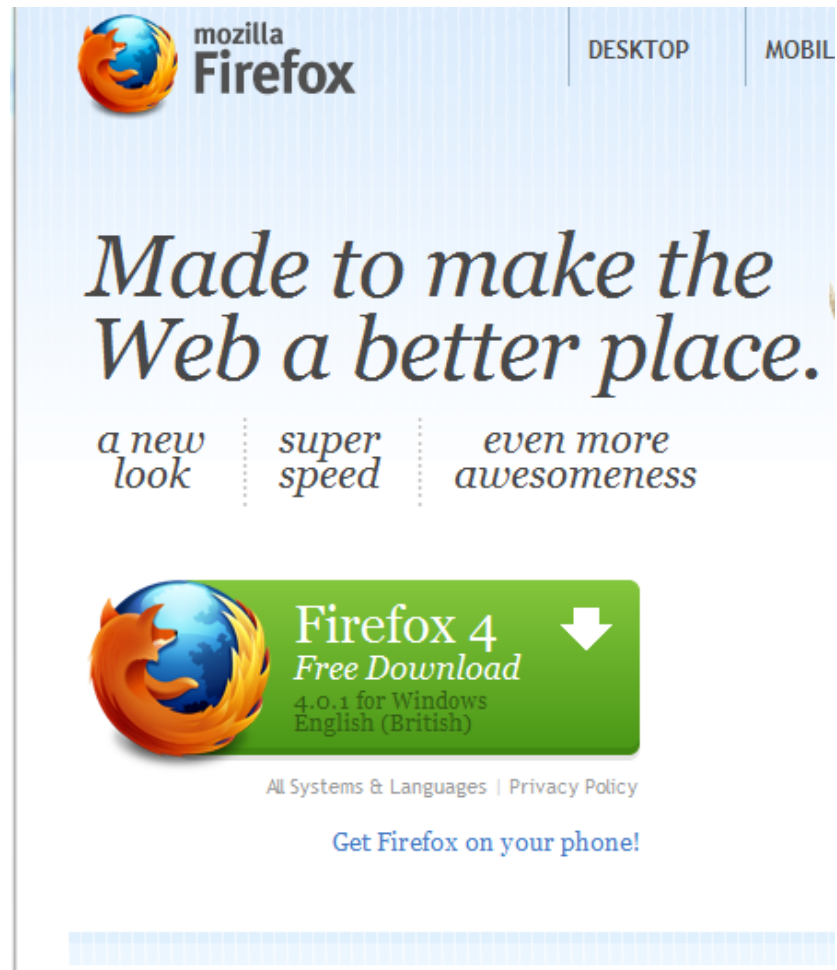 mozilla
Firefox
DESKTOP
MOBIL
Made to make the
Web a better place.
a new
look
super
speed
even more
awesomeness
Firefox 4
Free Download
4.0.1 for Windows
English (British)
All Systems & Languages | Privacy Policy
Get Firefox on your phone!